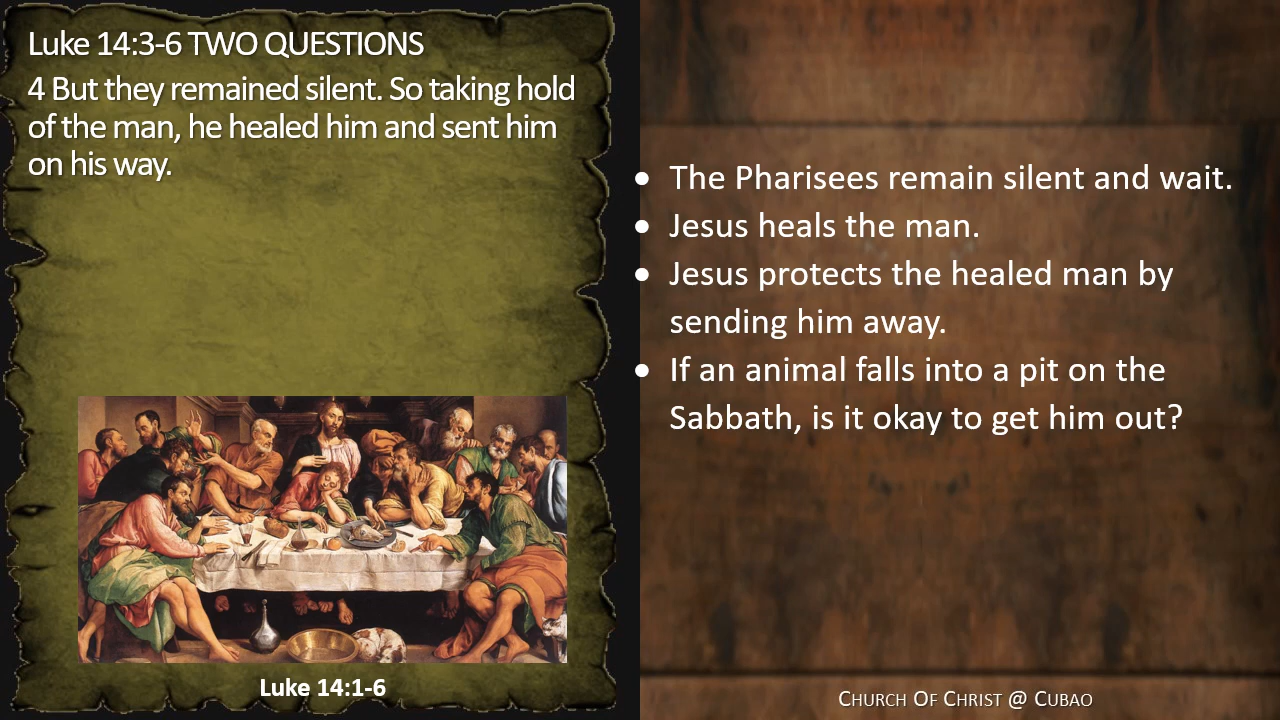 Luke 14:3-6 TWO QUESTIONS
4 But they remained silent. So taking hold
of the man, he healed him and sent him
on his way.
Luke 14:1-6
• The Pharisees remain silent and wait.
• Jesus heals the man.
• Jesus protects the healed man by
sending him away.
• If an animal falls into a pit on the
Sabbath, is it okay to get him out?
CHURCH OF CHRIST @ CUBAO